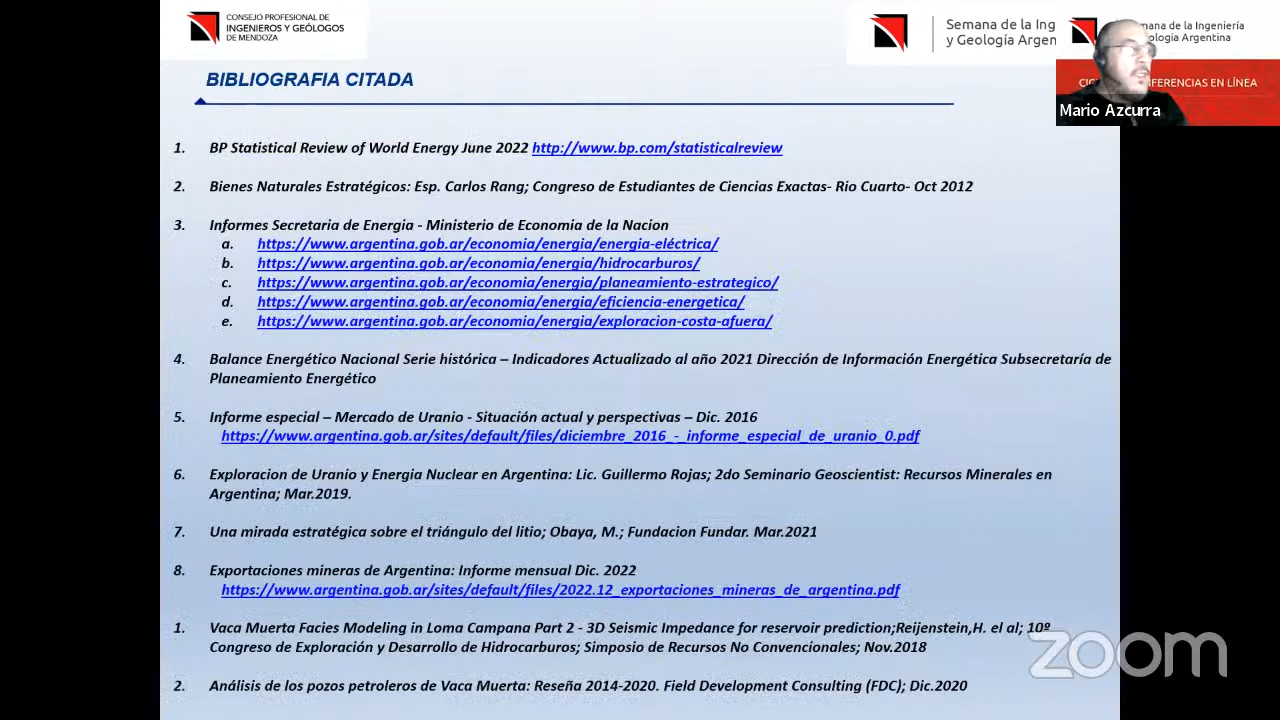 CONSEJO PROFESIONAL DE
INGENIEROS Y GEÓLOGOS
DE MENDOZA
Semana de la Ing
y Geología Argen
mana de la Ingeniería
ología Argentina
CIC
FERENCIAS EN LÍNEA
Mario Azcurra
BIBLIOGRAFIA CITADA
1. BP Statistical Review of World Energy June 2022 http://www.bp.com/statisticalreview
2. Bienes Naturales Estratégicos: Esp. Carlos Rang; Congreso de Estudiantes de Ciencias Exactas- Rio Cuarto- Oct 2012
3. Informes Secretaria de Energia - Ministerio de Economia de la Nacion
a. https://www.argentina.gob.ar/economia/energia/energia-eléctrica/
b. https://www.argentina.gob.ar/economia/energia/hidrocarburos/
c. https://www.argentina.gob.ar/economia/energia/planeamiento-estrategico/
d. https://www.argentina.gob.ar/economia/energia/eficiencia-energetica/
e. https://www.argentina.gob.ar/economia/energia/exploracion-costa-afuera/
4. Balance Energético Nacional Serie histórica – Indicadores Actualizado al año 2021 Dirección de Información Energética Subsecretaría de
Planeamiento Energético
5. Informe especial – Mercado de Uranio - Situación actual y perspectivas – Dic. 2016
https://www.argentina.gob.ar/sites/default/files/diciembre_2016_-_informe_especial_de_uranio_0.pdf
6. Exploracion de Uranio y Energia Nuclear en Argentina: Lic. Guillermo Rojas; 2do Seminario Geoscientist: Recursos Minerales en
Argentina; Mar.2019.
7. Una mirada estratégica sobre el triángulo del litio; Obaya, M.; Fundacion Fundar. Mar.2021
8. Exportaciones mineras de Argentina: Informe mensual Dic. 2022
https://www.argentina.gob.ar/sites/default/files/2022.12_exportaciones_mineras_de_argentina.pdf
1. Vaca Muerta Facies Modeling in Loma Campana Part 2 - 3D Seismic Impedance for reservoir prediction;Reijenstein,H. el al; 10º
Congreso de Exploración y Desarrollo de Hidrocarburos; Simposio de Recursos No Convencionales; Nov.2018
2. Análisis de los pozos petroleros de Vaca Muerta: Reseña 2014-2020. Field Development Consulting (FDC); Dic.2020
zoom